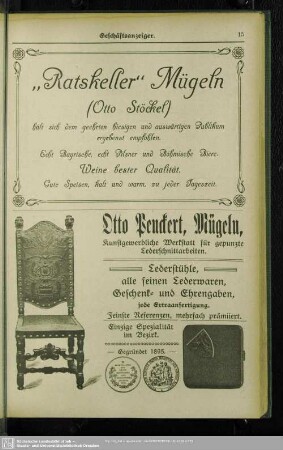 Geschäftsanzeiger.
15
„Ratskeller“ Mügeln
(Otto Stöckel)
hält sich dem geehrten hiesigen und auswärtigen Publikum
ergebenst empfohlen.
Echt Bayrische, echt Pilsner und Böhmische Biere.
Weine bester Qualität.
Gute Speisen, kalt und warm, zu jeder Tageszeit.
Otto Penckert, Mügeln,
Kunstgewerbliche Werkstatt für gepunzte
Lederschnittarbeiten.
Lederstühle,
alle feinen Lederwaren,
Geschenk- und Ehrengaben,
jede Extraanfertigung.
Feinste Referenzen, mehrfach prämiiert.
Einzige Spezialität
im Bezirk.
Gegründet 1895.